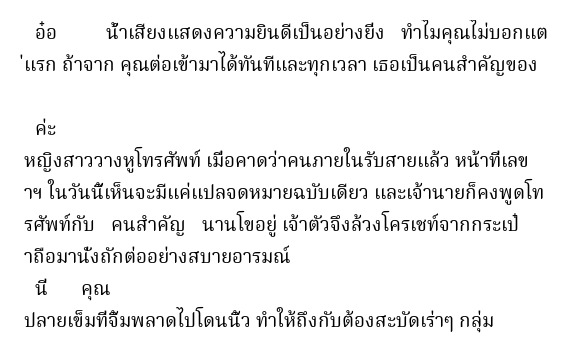 อ๋อ น้ำเสียงแสดงความยินดีเป็นอย่างยิ่ง ทำไมคุณไม่บอกแต
่แรก ถ้าจาก คุณต่อเข้ามาได้ทันทีและทุกเวลา เธอเป็นคนสำคัญของ
ค่ะ
หญิงสาววางหูโทรศัพท์ เมื่อคาดว่าคนภายในรับสายแล้ว หน้าที่เลข
าฯ ในวันนี้เห็นจะมีแค่แปลจดหมายฉบับเดียว และเจ้านายก็คงพูดโท
รศัพท์กับ คนสำคัญ นานโขอยู่ เจ้าตัวจึงล้วงโครเชท์จากกระเป๋
าถือมานั่งถักต่ออย่างสบายอารมณ์
นี่ คุณ
ปลายเข็มที่จิ้มพลาดไปโดนนิ้ว ทำให้ถึงกับต้องสะบัดเร่าๆ กลุ่ม